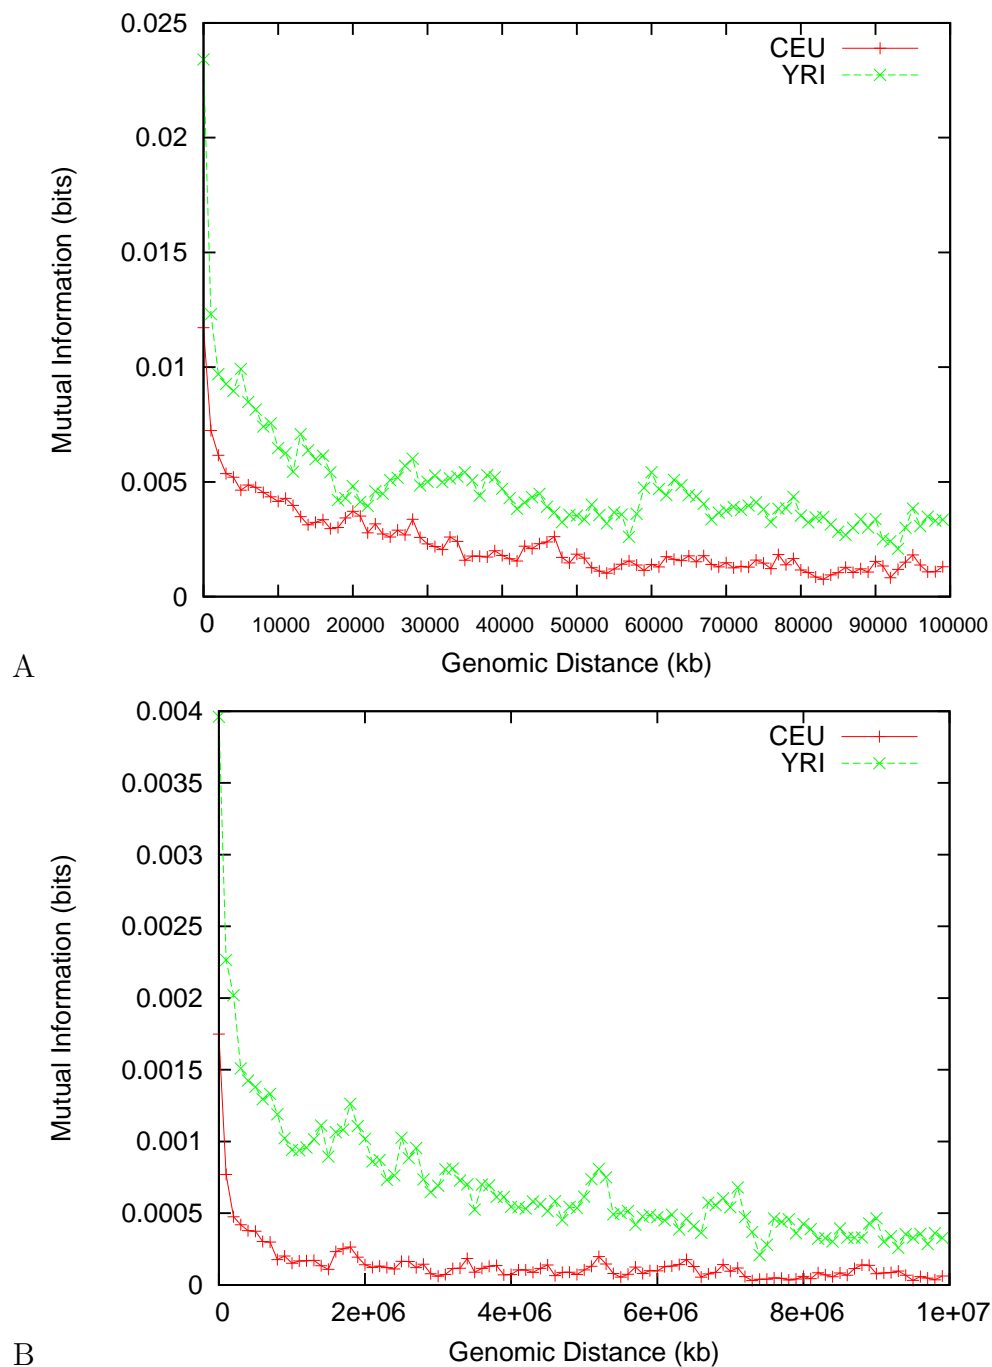 0.025
0.02
0.015
0.01
0.005
0
Mutual Information (bits)
CEU
YRI
0 10000 20000 30000 40000 50000 60000 70000 80000 90000 100000
Genomic Distance (kb)
A
0.004
0.0035
0.003
0.0025
0.002
0.0015
0.001
0.0005
0
Mutual Information (bits)
CEU
YRI
0 2e+06 4e+06 6e+06 8e+06 1e+07
Genomic Distance (kb)
B